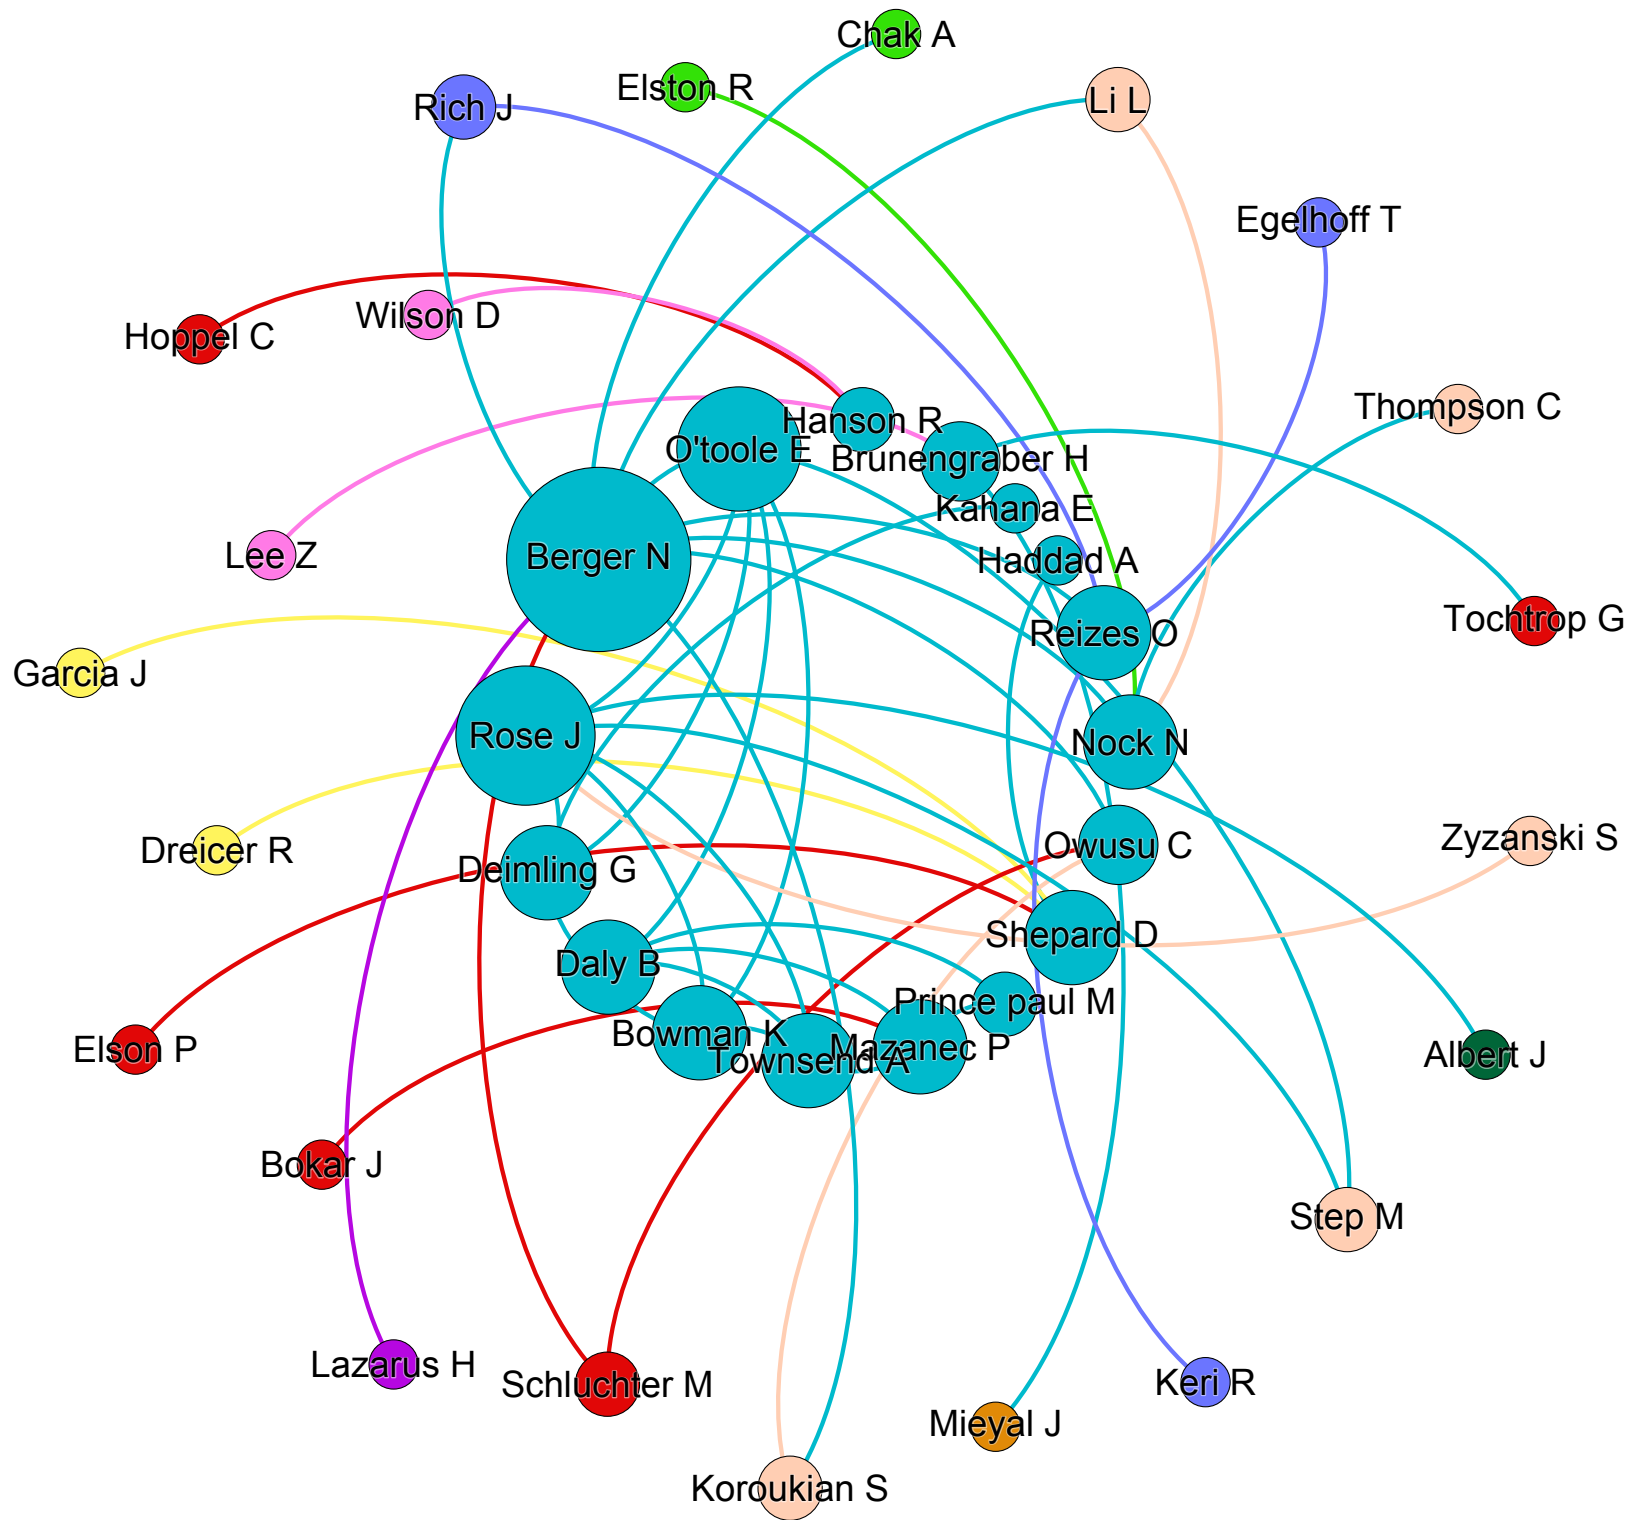 Chak A
Elston R
Li L
Rich J
Egelhoff T
Wilson D
Hoppel C
Thompson C
Hanson R
O'toole E
Brunengraber H
Kahana E
Berger N
Lee Z
Haddad A
Tochtrop G
Reizes O
Garcia J
Rose J
Nock N
Zyzanski S
Owusu C
Dreicer R
Deimling G
Shepard D
Daly B
Prince paul M
Bowman K
Mazanec P
Townsend A
Elson P
Albert J
Bokar J
Step M
Lazarus H
Schluchter M
Keri R
Mieyal J
Koroukian S